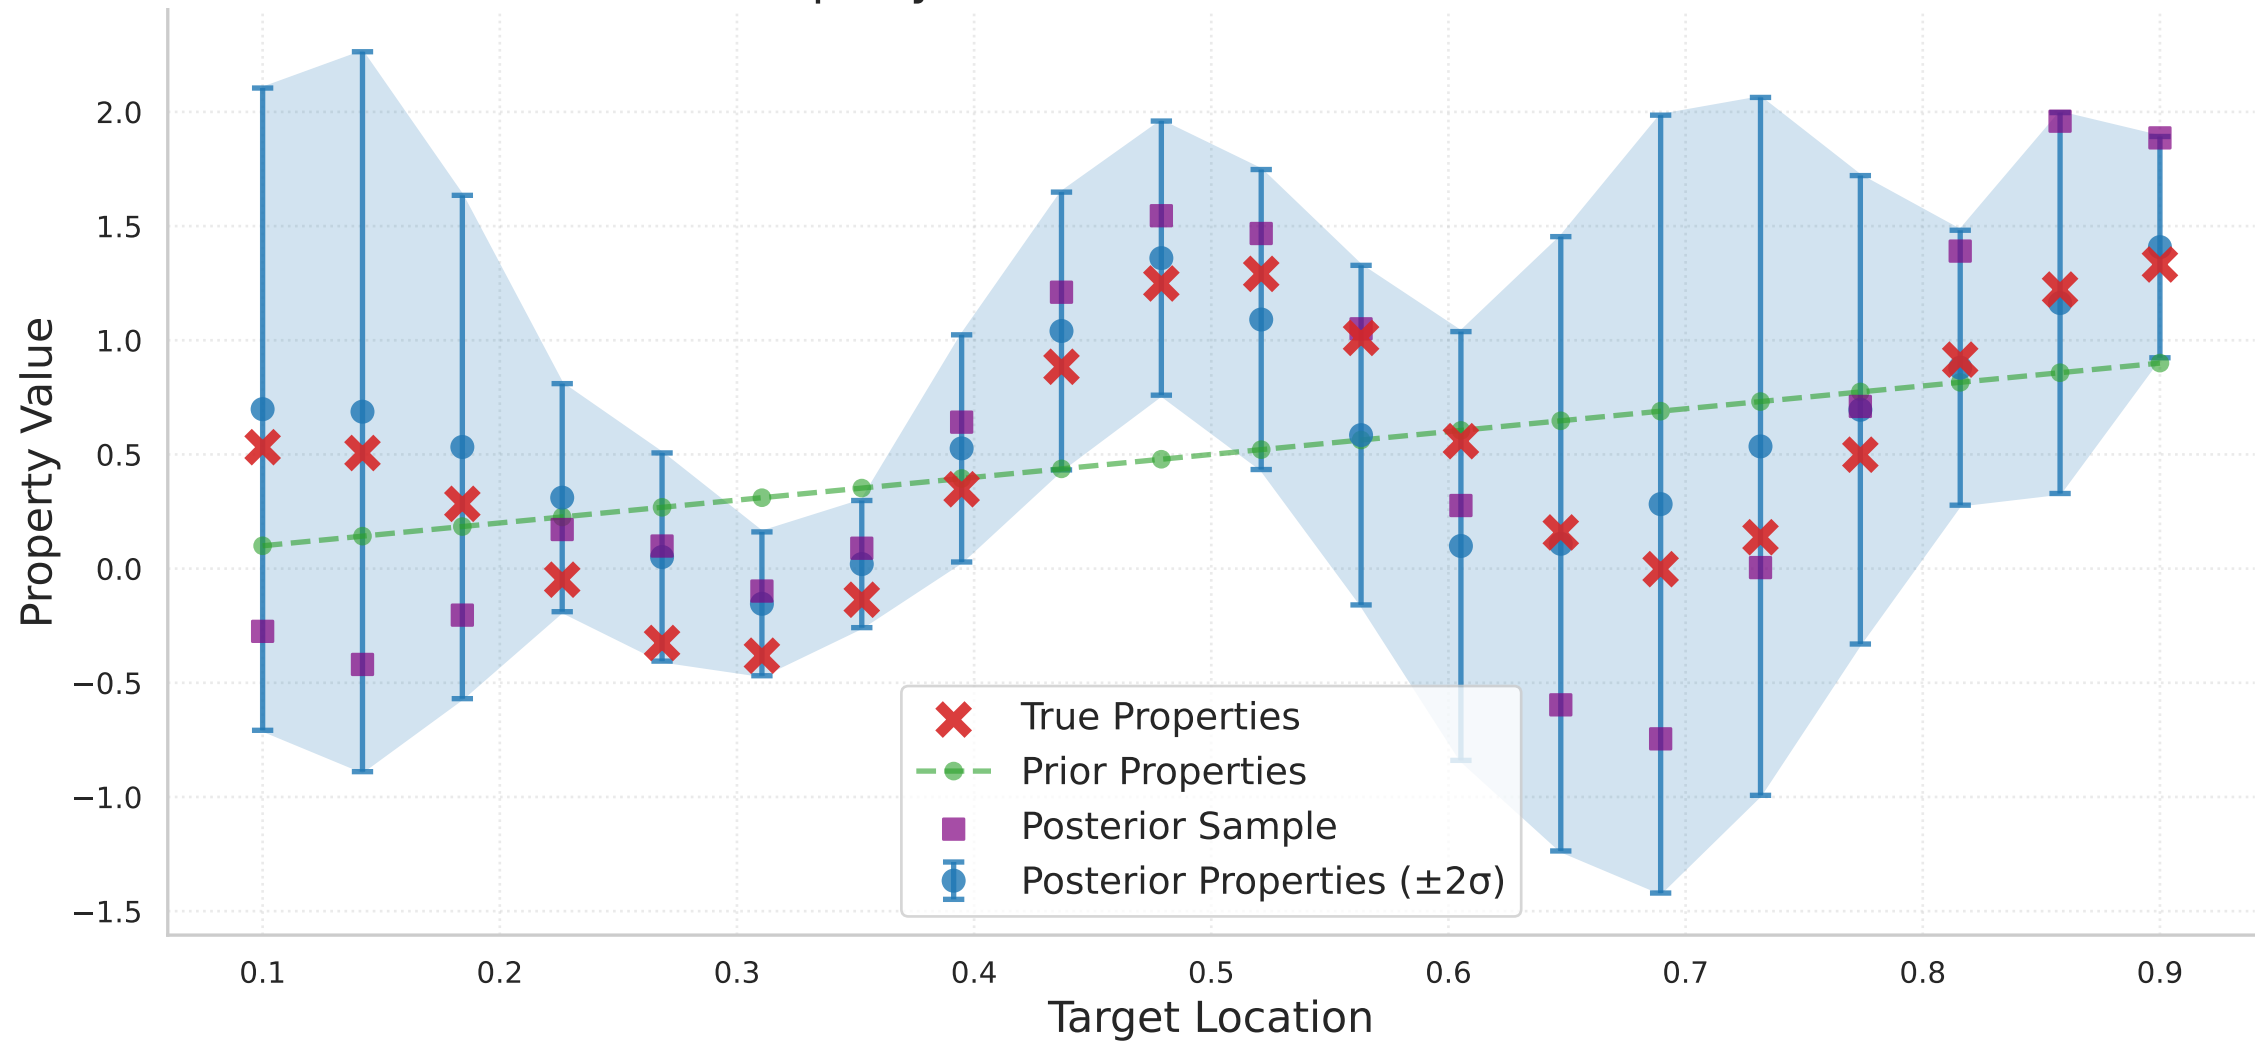 2.0
1.5
1.0
0.5
0.0
−0.5
−1.0
−1.5
Property Value
True Properties
Prior Properties
Posterior Sample
Posterior Properties (±2σ)
0.1 0.2 0.3 0.4 0.5 0.6 0.7 0.8 0.9
Target Location